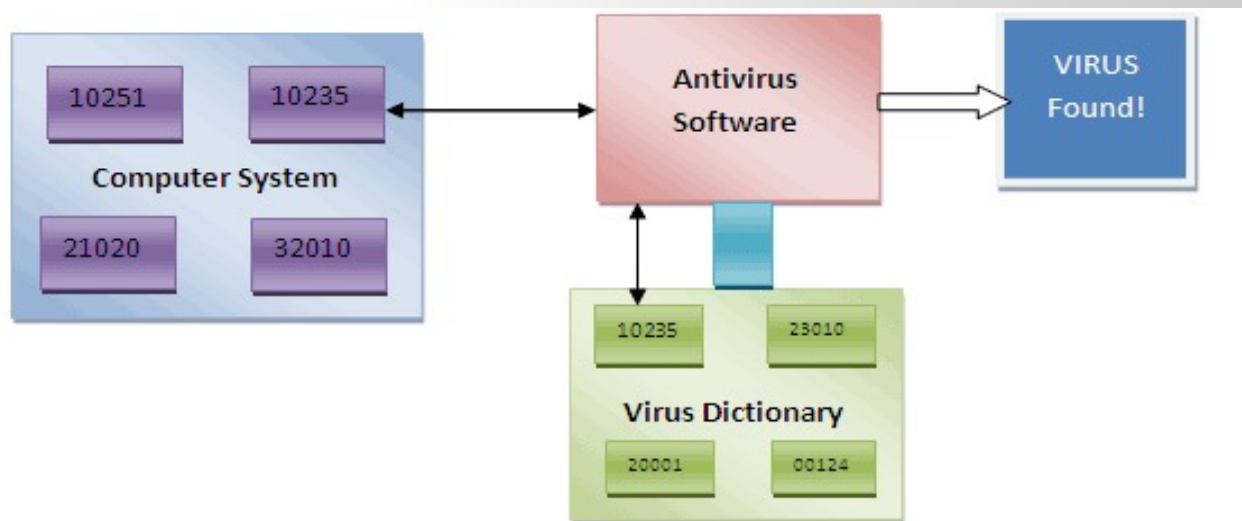 10251
10235
Computer System
21020
32010
Antivirus
Software
VIRUS
Found!
10235
23010
Virus Dictionary
20001
00124